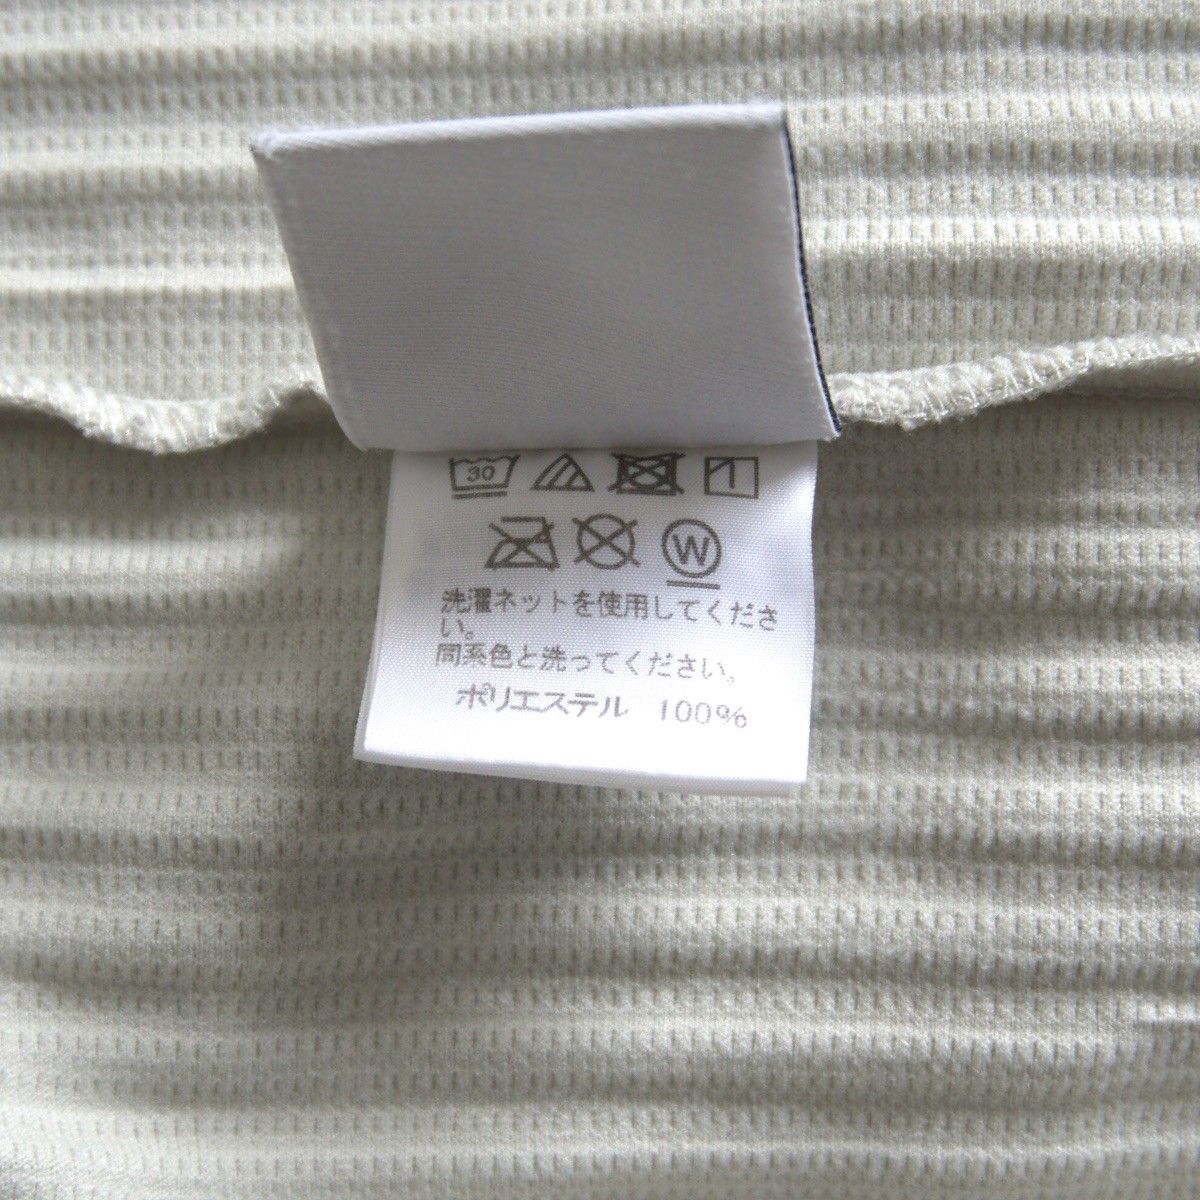 30
W
洗濯ネットを使用してくださ
い。
同系色と洗ってください。
ポリエステル 100%